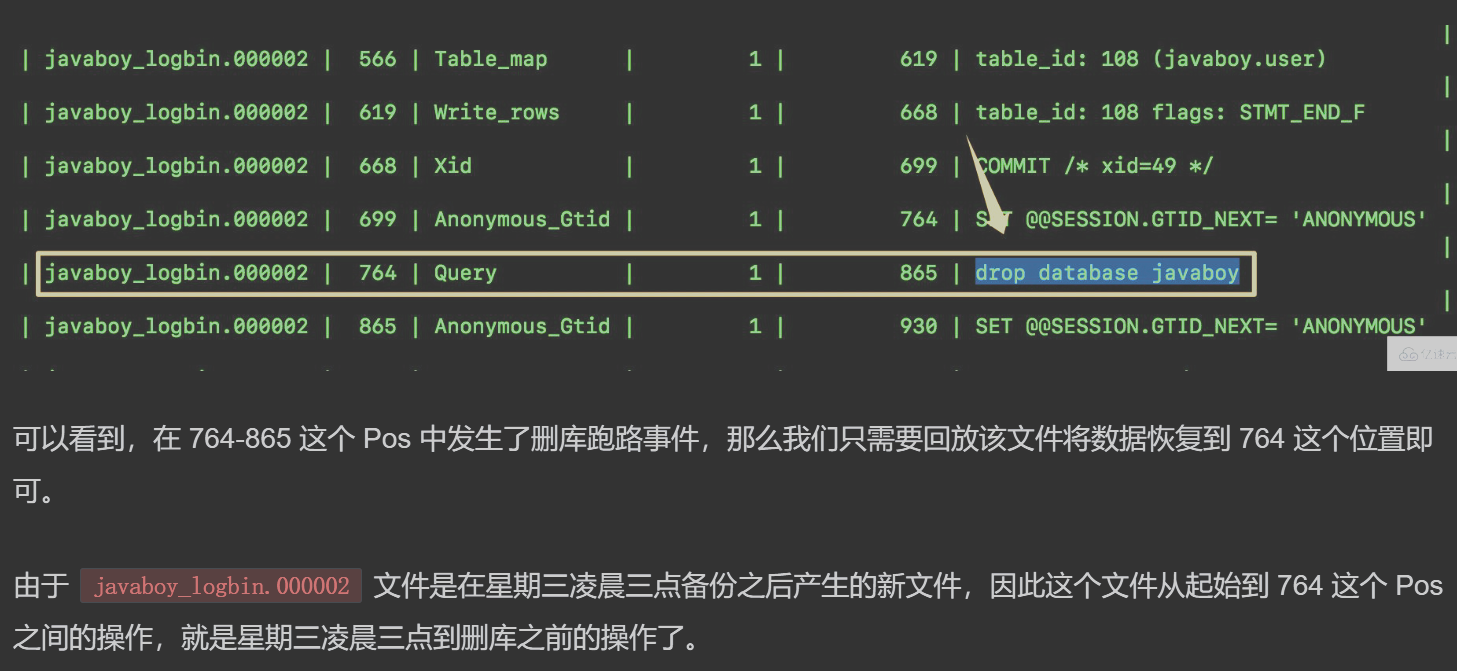 | javaboy_logbin.000002 | 566 | Table_map | 1 | 619 | table_id: 108 (javaboy.user) |
| javaboy_logbin.000002 | 619 | Write_rows | 1 | 668 | table_id: 108 flags: STMT_END_F |
| javaboy_logbin.000002 | 668 | Xid | 1 | 699 | COMMIT /* xid=49 */ |
| javaboy_logbin.000002 | 699 | Anonymous_Gtid | 1 | 764 | SET @@SESSION.GTID_NEXT= 'ANONYMOUS' |
| javaboy_logbin.000002 | 764 | Query | 1 | 865 | drop database javaboy |
| javaboy_logbin.000002 | 865 | Anonymous_Gtid | 1 | 930 | SET @@SESSION.GTID_NEXT= 'ANONYMOUS'
可以看到，在 764-865 这个 Pos 中发生了删库跑路事件，那么我们只需要回放该文件将数据恢复到 764 这个位置即
可。
由于 javaboy_logbin.000002 文件是在星期三凌晨三点备份之后产生的新文件，因此这个文件从起始到 764 这个 Pos
之间的操作，就是星期三凌晨三点到删库之前的操作了。